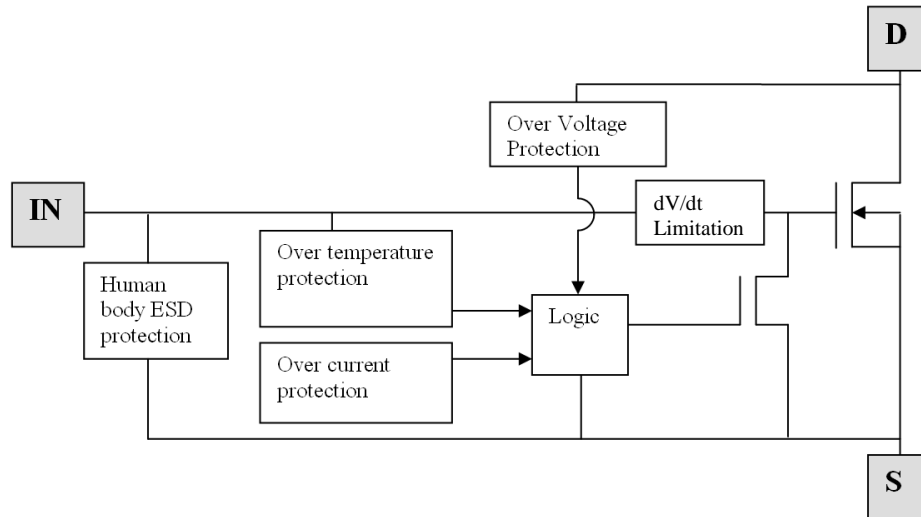 D
Over Voltage
Protection
IN
dV/dt
Limitation
Over temperature
protection
Human
body ESD
protection
Logic
Over current
protection
S